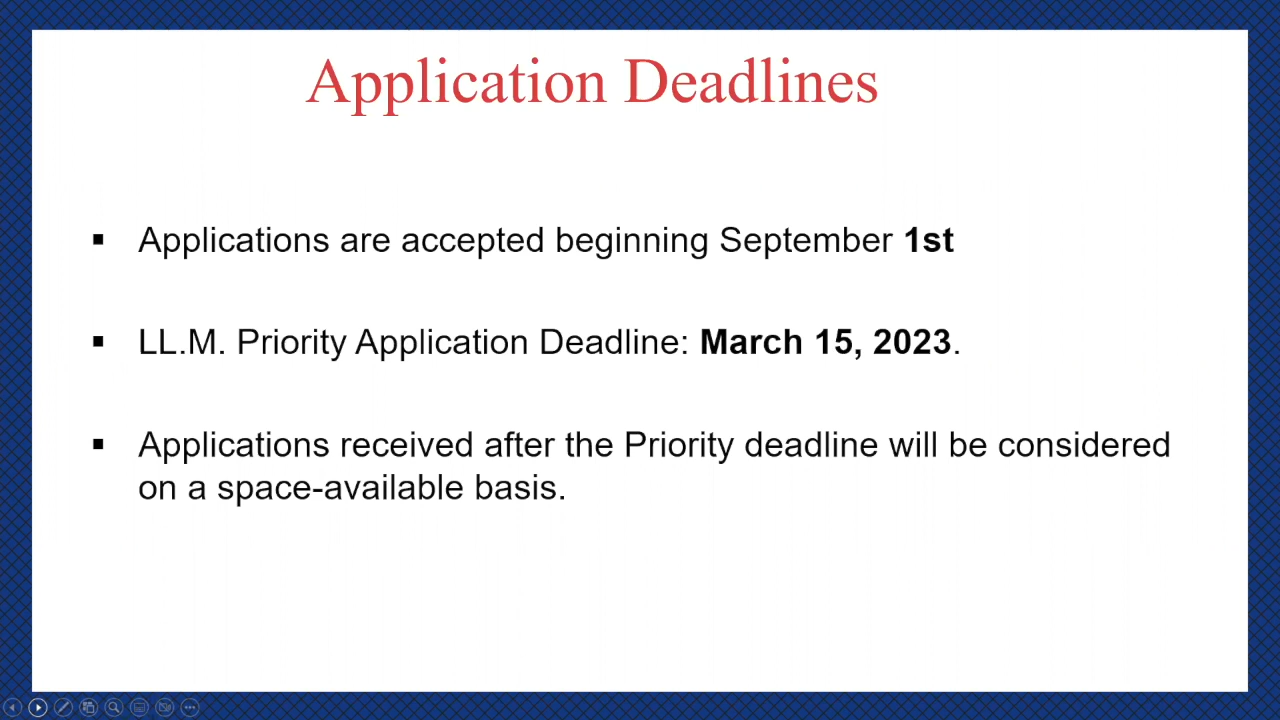 Application Deadlines
▪ Applications are accepted beginning September 1st
▪ LL.M. Priority Application Deadline: March 15, 2023.
▪ Applications received after the Priority deadline will be considered
on a space-available basis.